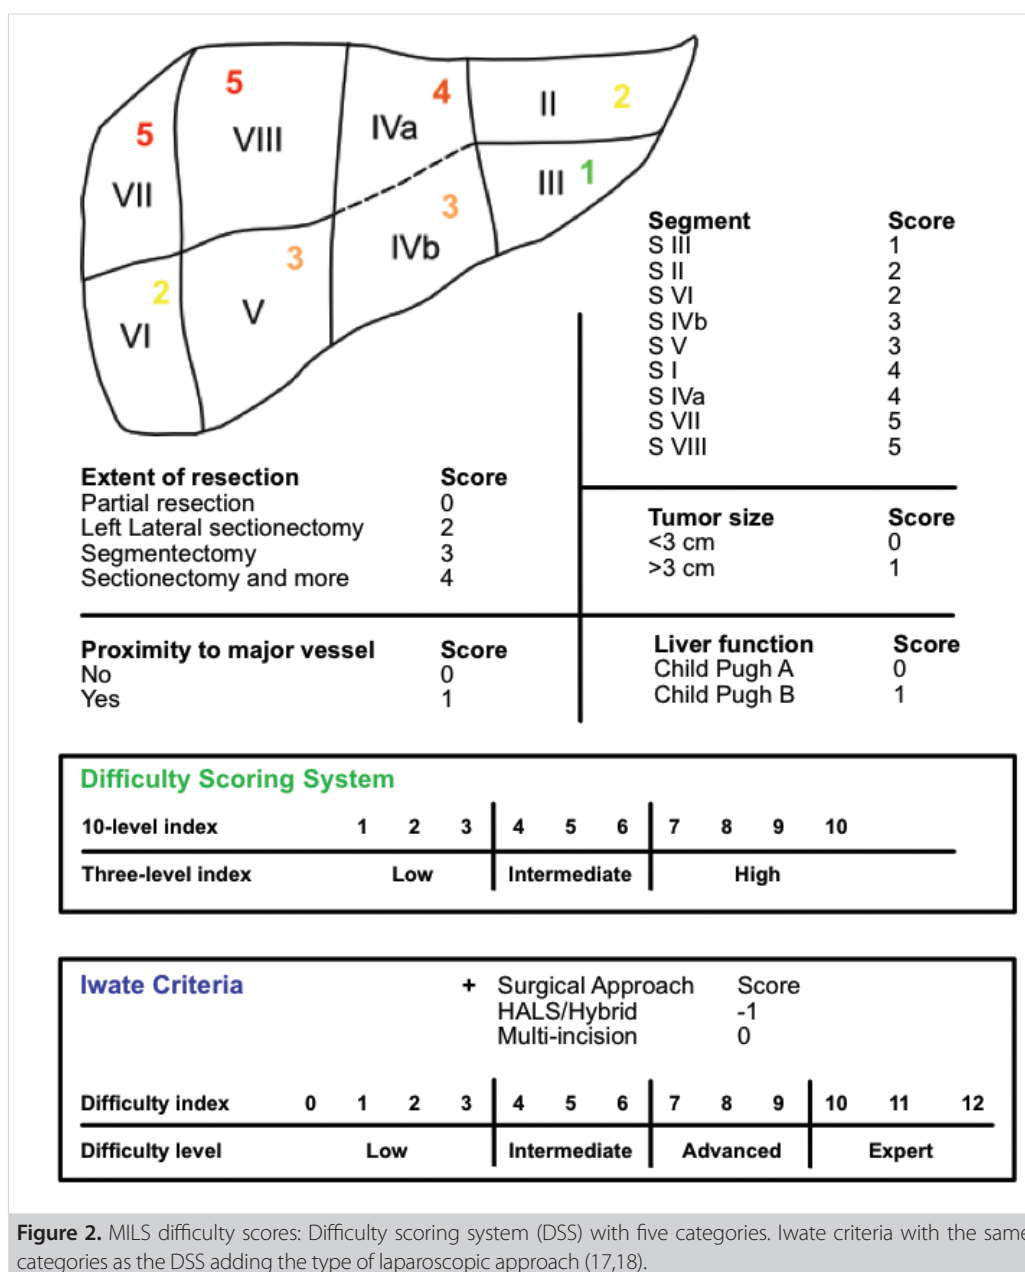 5
VIII
5
VII
4
IVa
II 2
III 1
3
IVb
3
V
2
VI
Segment Score
S III 1
S II 2
S VI 2
S IVb 3
S V 3
S I 4
S IVa 4
S VII 5
S VIII 5
Extent of resection Score
Partial resection 0
Left Lateral sectionectomy 2
Segmentectomy 3
Sectionectomy and more 4
Tumor size Score
<3 cm 0
>3 cm 1
Proximity to major vessel Score
No 0
Yes 1
Liver function Score
Child Pugh A 0
Child Pugh B 1
Difficulty Scoring System
10-level index 1 2 3 4 5 6 7 8 9 10
Three-level index Low Intermediate High
Iwate Criteria + Surgical Approach Score
HALS/Hybrid -1
Multi-incision 0
Difficulty index 0 1 2 3 4 5 6 7 8 9 10 11 12
Difficulty level Low Intermediate Advanced Expert
Figure 2. MILS difficulty scores: Difficulty scoring system (DSS) with five categories. Iwate criteria with the same
categories as the DSS adding the type of laparoscopic approach (17,18).